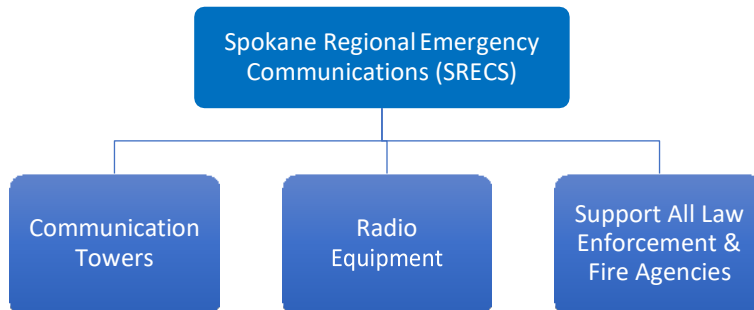 Spokane Regional Emergency
Communications (SRECS)
Communication
Towers
Radio
Equipment
Support All Law
Enforcement &
Fire Agencies